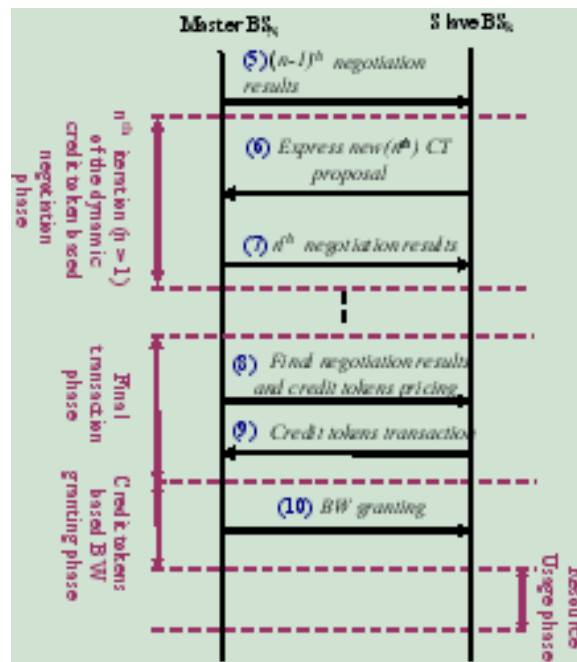 Master BS_N
Slave BS_k
(5) (n-1)th negotiation
results
(6) Express new (nth) CT
proposal
(7) nth negotiation results
nth iteration (n > 1)
of the dynamic
credit token based
negotiation
phase
(8) Final negotiation results
and credit tokens pricing
(9) Credit tokens transaction
Final
transaction
phase
(10) BW granting
Credit tokens
based BW
granting phase
Resource
Usage phase